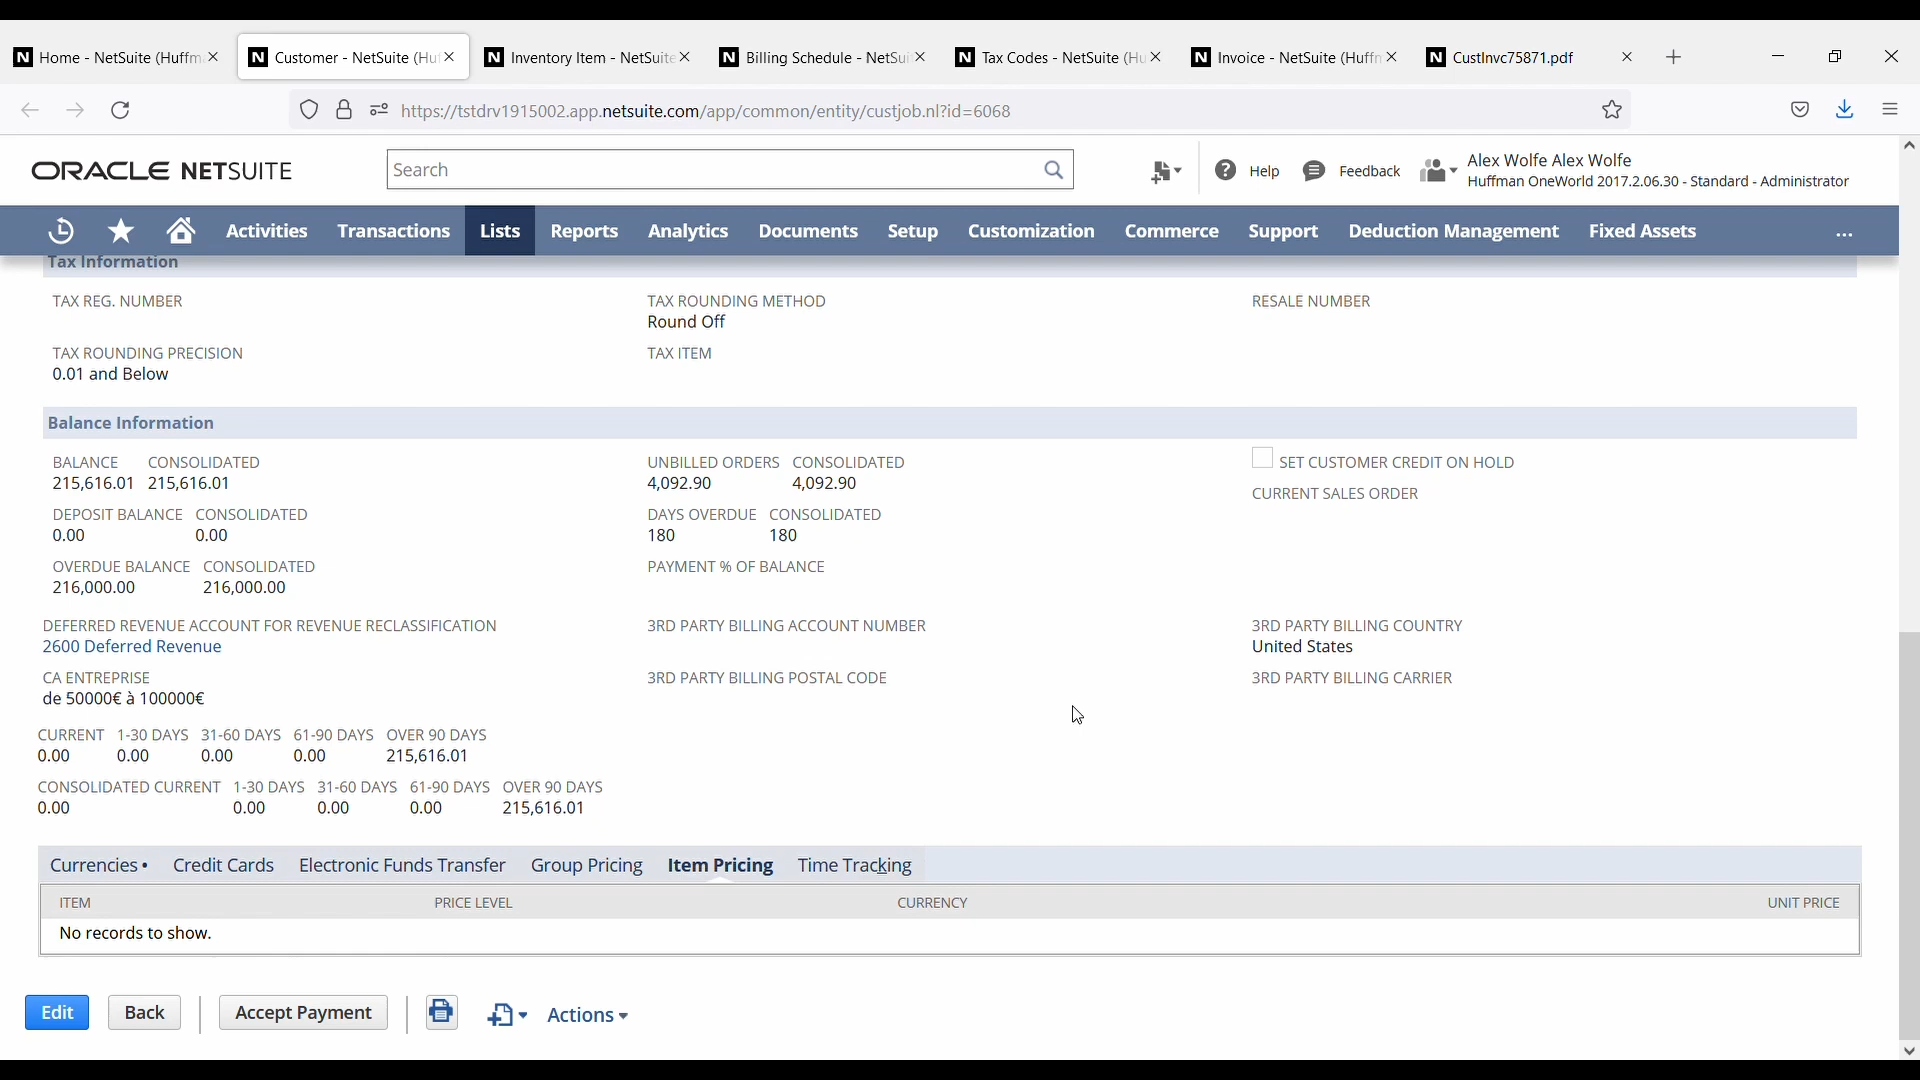 Home - NetSuite (Huffm
Customer - NetSuite (Huf
Inventory Item - NetSuite
Billing Schedule - NetSui
Tax Codes - NetSuite (Hu
Invoice - NetSuite (Huffm
CustInvc75871.pdf
https://tstdrv1915002.app.netsuite.com/app/common/entity/custjob.nl?id=6068
ORACLE NETSUITE
Search
Help
Feedback
Alex Wolfe Alex Wolfe
Huffman OneWorld 2017.2.06.30 - Standard - Administrator
Activities Transactions Lists Reports Analytics Documents Setup Customization Commerce Support Deduction Management Fixed Assets ...
Tax Information
TAX REG. NUMBER
TAX ROUNDING METHOD
RESALE NUMBER
Round Off
TAX ROUNDING PRECISION
TAX ITEM
0.01 and Below
Balance Information
BALANCE CONSOLIDATED
UNBILLED ORDERS CONSOLIDATED
SET CUSTOMER CREDIT ON HOLD
215,616.01 215,616.01
4,092.90 4,092.90
CURRENT SALES ORDER
DEPOSIT BALANCE CONSOLIDATED
DAYS OVERDUE CONSOLIDATED
0.00 0.00
180 180
OVERDUE BALANCE CONSOLIDATED
PAYMENT % OF BALANCE
216,000.00 216,000.00
DEFERRED REVENUE ACCOUNT FOR REVENUE RECLASSIFICATION
3RD PARTY BILLING ACCOUNT NUMBER
3RD PARTY BILLING COUNTRY
2600 Deferred Revenue
United States
CA ENTREPRISE
3RD PARTY BILLING POSTAL CODE
3RD PARTY BILLING CARRIER
de 50000€ à 100000€
CURRENT 1-30 DAYS 31-60 DAYS 61-90 DAYS OVER 90 DAYS
0.00 0.00 0.00 0.00 215,616.01
CONSOLIDATED CURRENT 1-30 DAYS 31-60 DAYS 61-90 DAYS OVER 90 DAYS
0.00 0.00 0.00 0.00 215,616.01
Currencies • Credit Cards Electronic Funds Transfer Group Pricing Item Pricing Time Tracking
ITEM PRICE LEVEL CURRENCY UNIT PRICE
No records to show.
Edit Back Accept Payment Actions